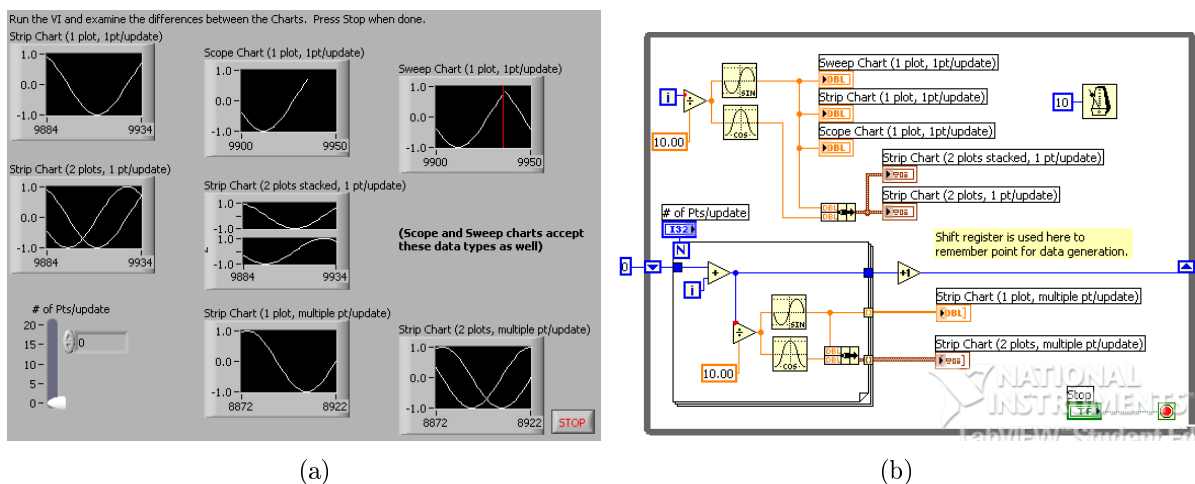 Run the VI and examine the differences between the Charts. Press Stop when done.
Strip Chart (1 plot, 1pt/update)
1.0
-1.0
9884 9934
Scope Chart (1 plot, 1pt/update)
1.0
-1.0
9900 9950
Sweep Chart (1 plot, 1pt/update)
1.0
0.0
-1.0
9900 9950
Strip Chart (2 plots, 1 pt/update)
1.0
0.0
-1.0
9884 9934
Strip Chart (2 plots stacked, 1 pt/update)
1.0
-1.0
1.0
-1.0
9884 9934
(Scope and Sweep charts accept
these data types as well)
# of Pts/update
20
15
10
5
0
0
Strip Chart (1 plot, multiple pt/update)
1.0
0.0
-1.0
8872 8922
Strip Chart (2 plots, multiple pt/update)
1.0
0.0
-1.0
8872 8922
STOP
(a)
Sweep Chart (1 plot, 1pt/update)
DBL
Strip Chart (1 plot, 1pt/update)
DBL
Scope Chart (1 plot, 1pt/update)
DBL
i
÷
SIN
COS
10.00
10
Strip Chart (2 plots stacked, 1 pt/update)
Strip Chart (2 plots, 1 pt/update)
DBL
DBL
# of Pts/update
I32
N
Shift register is used here to
remember point for data generation.
0
+
i
+1
÷
SIN
COS
10.00
DBL
DBL
Strip Chart (1 plot, multiple pt/update)
DBL]
Strip Chart (2 plots, multiple pt/update)
NATIONAL
INSTRUMENTS
LabVIEW Student
Stop
TF
(b)